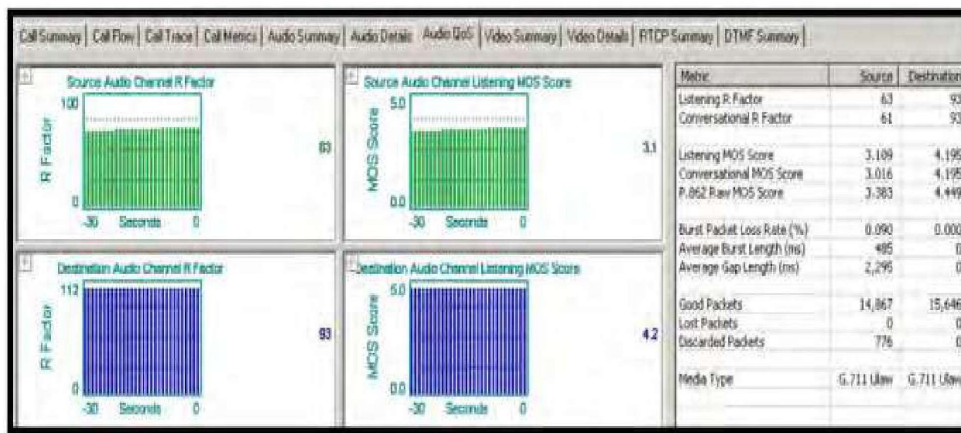 Call Summary | Call Flow | Call Trace | Call Metrics | Audio Summary | Audio Details | Audio QoS | Video Summary | Video Details | RTCP Summary | DTMF Summary
Source Audio Channel R Factor
100
R Factor
0
-30 Seconds 0
63
Source Audio Channel Listening MOS Score
5.0
MOS Score
0.0
-30 Seconds 0
3.1
Destination Audio Channel R Factor
112
R Factor
0
-30 Seconds 0
93
Destination Audio Channel Listening MOS Score
5.0
MOS Score
0.0
-30 Seconds 0
4.2
Metric Source Destination
Listening R Factor 63 93
Conversational R Factor 61 93
Listening MOS Score 3.109 4.195
Conversational MOS Score 3.016 4.195
P.862 Raw MOS Score 3.383 4.449
Burst Packet Loss Rate (%) 0.090 0.000
Average Burst Length (ms) 485 0
Average Gap Length (ms) 2,295 0
Good Packets 14,867 15,646
Lost Packets 0 0
Discarded Packets 776 0
Media Type G.711 Ulaw G.711 Ulaw